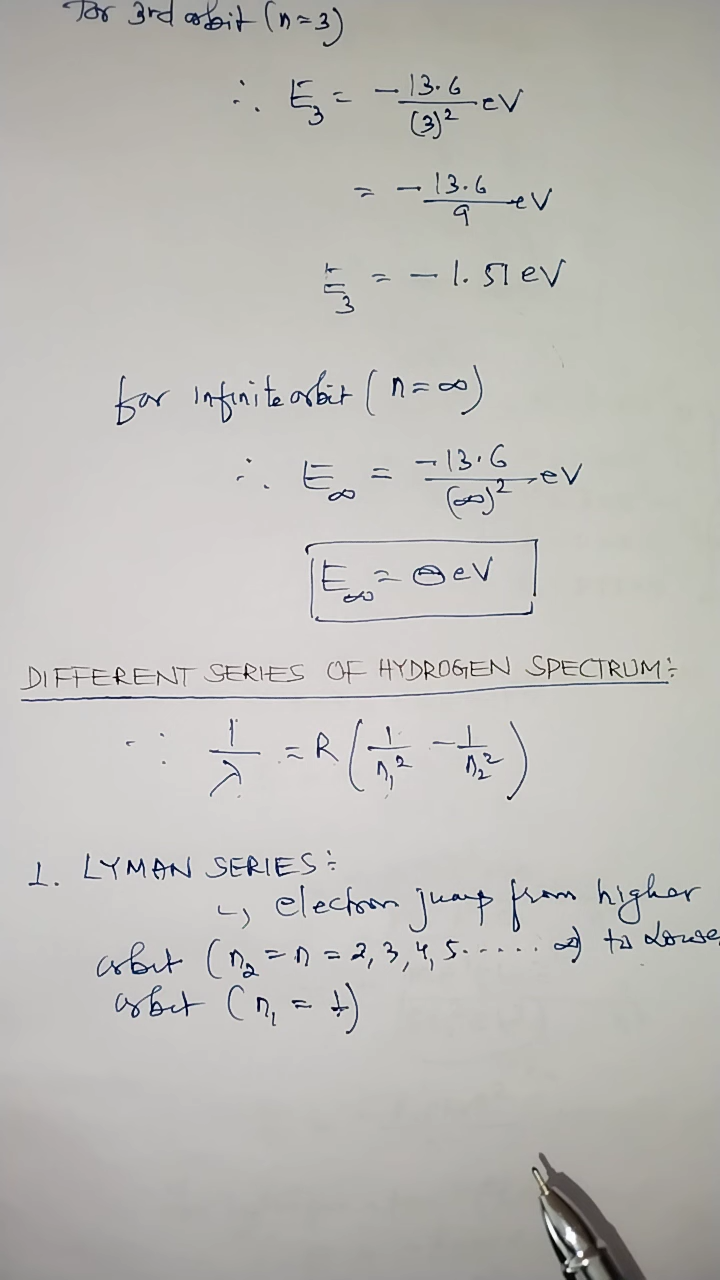 For 3rd orbit (n=3)
∴ E₃ = -13.6/(3)² eV
= -13.6/9 eV
E₃ = - 1.51 eV
for infinite orbit (n=∞)
∴ E∞ = -13.6/(∞)² eV
E∞ = 0 eV
DIFFERENT SERIES OF HYDROGEN SPECTRUM:-
∵ 1/λ = R(1/n₁² - 1/n₂²)
1. LYMAN SERIES:-
↳ electron jump from higher
orbit (n₂ = n = 2, 3, 4, 5...... ∞) to Lowe
orbit (n₁ = 1)